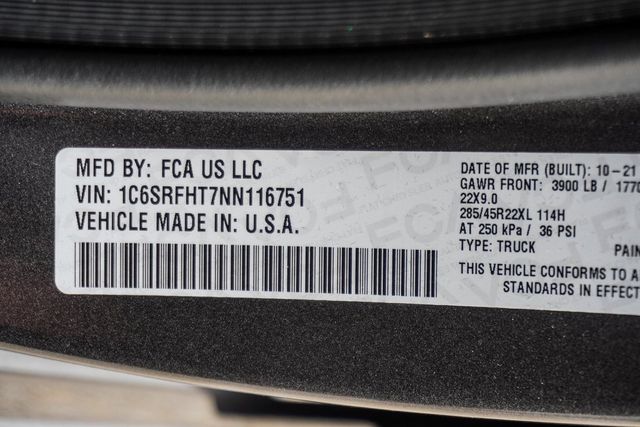 MFD BY: FCA US LLC
VIN: 1C6SRFHT7NN116751
VEHICLE MADE IN: U.S.A.
DATE OF MFR (BUILT): 10-21
GAWR FRONT: 3900 LB / 1770
22X9.0
285/45R22XL 114H
AT 250 kPa / 36 PSI
TYPE: TRUCK
PAIN
THIS VEHICLE CONFORMS TO A
STANDARDS IN EFFECT